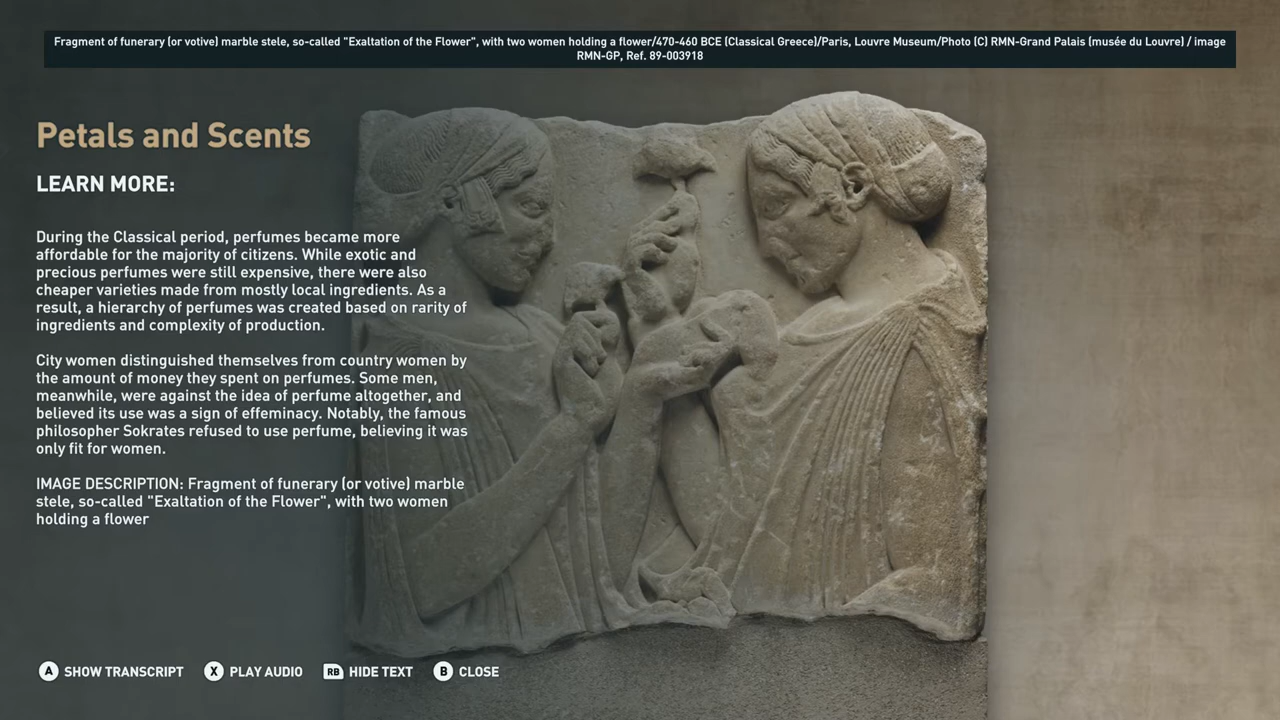 Fragment of funerary (or votive) marble stele, so-called "Exaltation of the Flower", with two women holding a flower/470-460 BCE (Classical Greece)/Paris, Louvre Museum/Photo (C) RMN-Grand Palais (musée du Louvre) / image
RMN-GP, Ref. 89-003918
Petals and Scents
LEARN MORE:
During the Classical period, perfumes became more
affordable for the majority of citizens. While exotic and
precious perfumes were still expensive, there were also
cheaper varieties made from mostly local ingredients. As a
result, a hierarchy of perfumes was created based on rarity of
ingredients and complexity of production.
City women distinguished themselves from country women by
the amount of money they spent on perfumes. Some men,
meanwhile, were against the idea of perfume altogether, and
believed its use was a sign of effeminacy. Notably, the famous
philosopher Sokrates refused to use perfume, believing it was
only fit for women.
IMAGE DESCRIPTION: Fragment of funerary (or votive) marble
stele, so-called "Exaltation of the Flower", with two women
holding a flower
A SHOW TRANSCRIPT X PLAY AUDIO RB HIDE TEXT B CLOSE